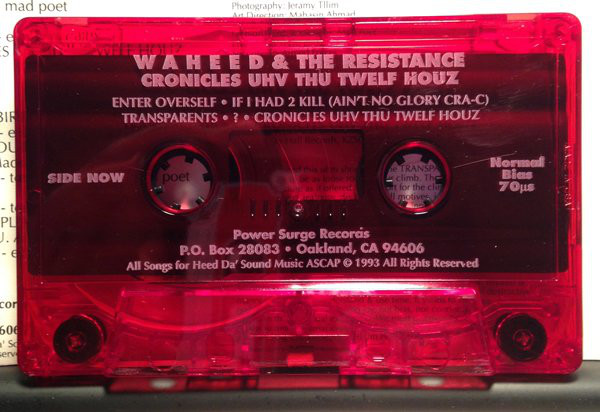 mad poet
Photography: Jeramy Tllim
Art Direction: Mahawin Ahmad
WAHEED & THE RESISTANCE
CRONICLES UHV THU TWELF HOUZ
ENTER OVERSELF • IF I HAD 2 KILL (AIN'T NO GLORY CRA-C)
TRANSPARENTS • ? • CRONICLES UHV THU TWELF HOUZ
SIDE NOW
poet
Normal
Bias
70µs
Power Surge Records
P.O. Box 28083 • Oakland, CA 94606
All Songs for Heed Da' Sound Music ASCAP © 1993 All Rights Reserved